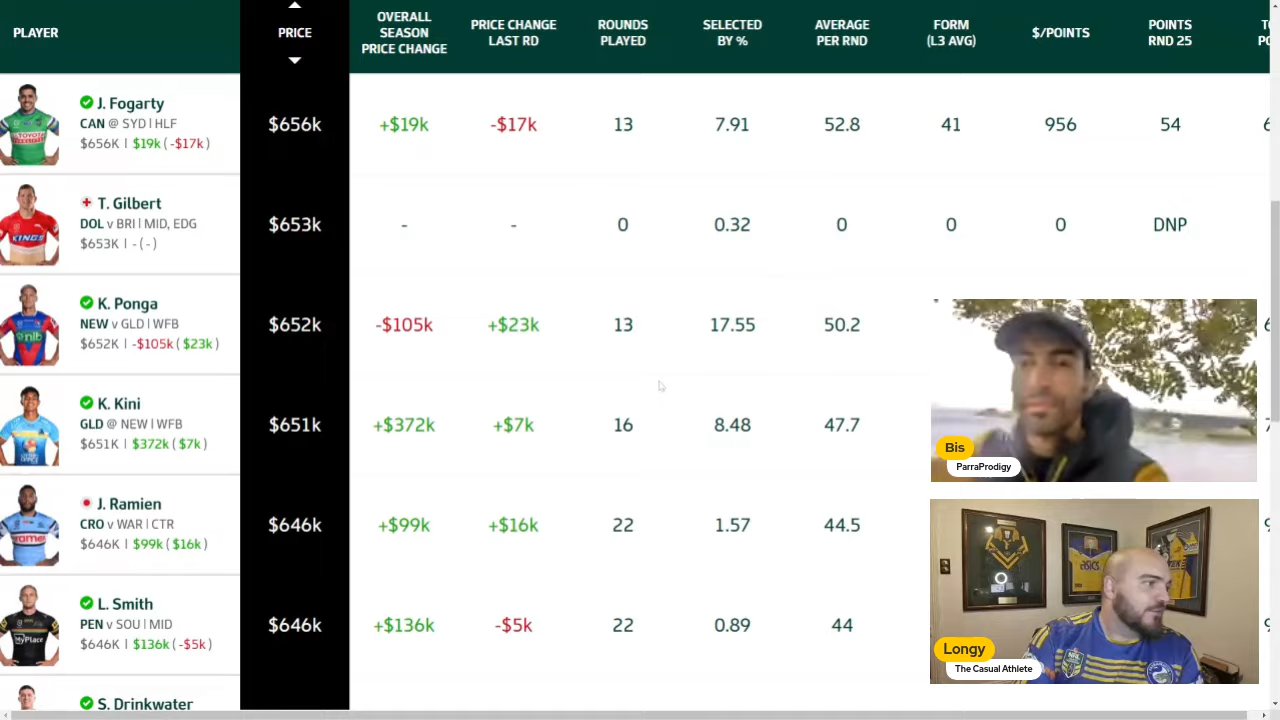 PLAYER
PRICE
OVERALL SEASON PRICE CHANGE
PRICE CHANGE LAST RD
ROUNDS PLAYED
SELECTED BY %
AVERAGE PER RND
FORM (L3 AVG)
$/POINTS
POINTS RND 25
J. Fogarty
CAN @ SYD | HLF
$656K | $19k ( -$17k )
$656k +$19k -$17k 13 7.91 52.8 41 956 54
T. Gilbert
DOL v BRI | MID, EDG
$653K | - ( - )
$653k - - 0 0.32 0 0 0 DNP
K. Ponga
NEW v GLD | WFB
$652K | -$105k ( $23k )
$652k -$105k +$23k 13 17.55 50.2
K. Kini
GLD @ NEW | WFB
$651K | $372k ( $7k )
$651k +$372k +$7k 16 8.48 47.7
J. Ramien
CRO v WAR | CTR
$646K | $99k ( $16k )
$646k +$99k +$16k 22 1.57 44.5
L. Smith
PEN v SOU | MID
$646K | $136k ( -$5k )
$646k +$136k -$5k 22 0.89 44
S. Drinkwater
Bis
ParraProdigy
Longy
The Casual Athlete